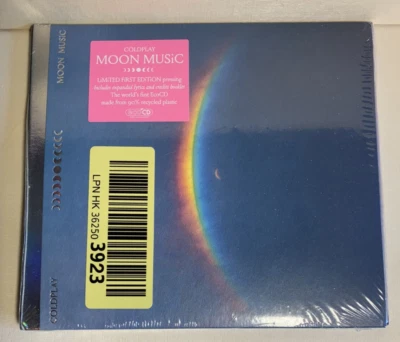 COLDPLAY
MOON MUSiC
LIMITED FIRST EDITION pressing
Includes expanded lyrics and credits booklet
The world's first EcoCD
made from 90% recycled plastic
MOON MUSiC
COLDPLAY
LPN HK 36250
3923